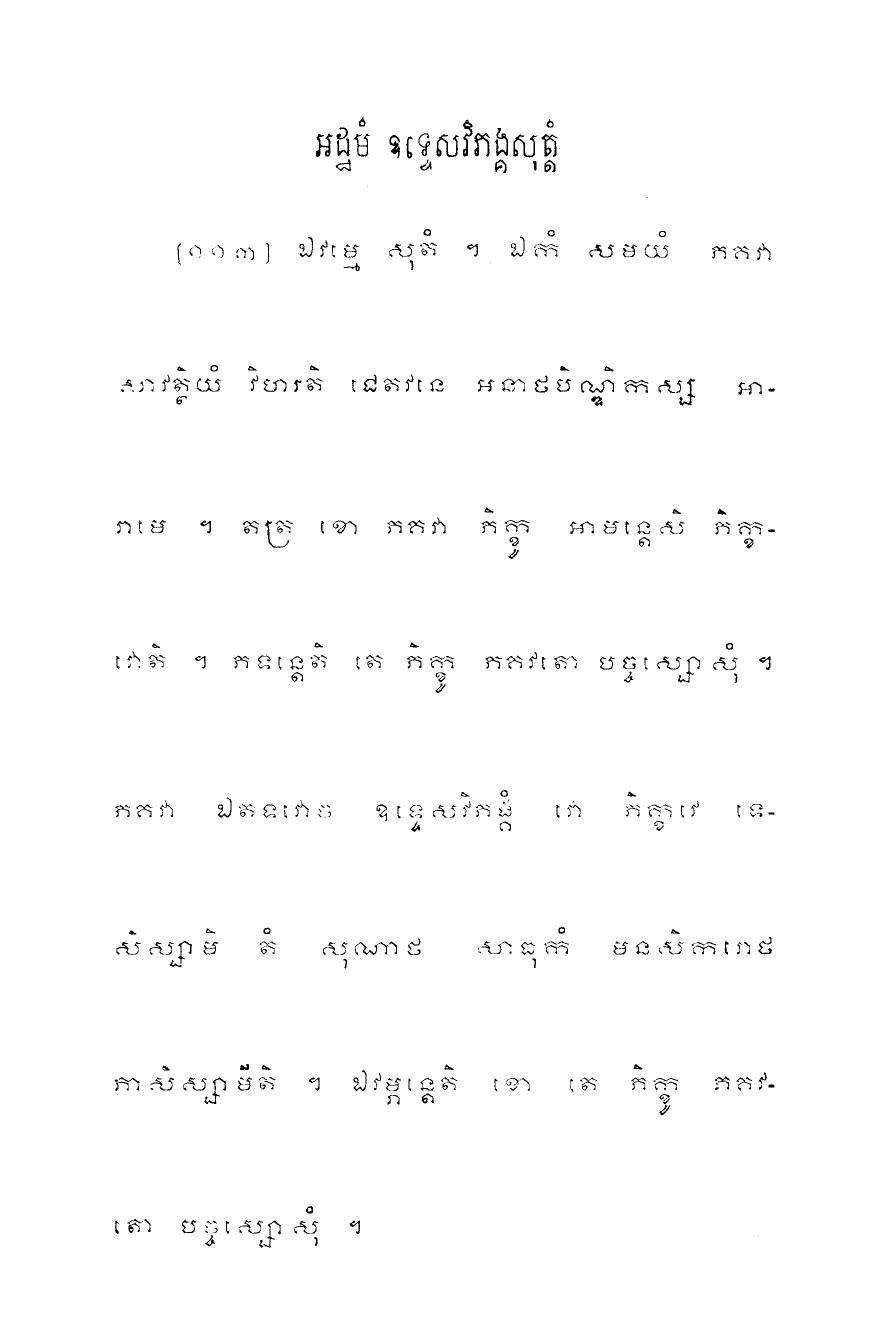 អដ្ឋមំ ឧទ្ទេសវិភង្គសុត្តំ
[១១៣] ឯវម្មេ សុតំ ។ ឯកំ សមយំ ភគវា
សាវត្ថិយំ វិហរតិ ជេតវនេ អនាថបិណ្ឌិកស្ស អា-
រាមេ ។ តត្រ ខោ ភគវា ភិក្ខូ អាមន្តេសិ ភិក្ខ-
វោតិ ។ ភទន្តេតិ តេ ភិក្ខូ ភគវតោ បច្ចស្សោសុំ ។
ភគវា ឯតទវោច ឧទ្ទេសវិភង្គំ វោ ភិក្ខវេ ទេ-
សិស្សាមិ តំ សុណាថ សាធុកំ មនសិករោថ
ភាសិស្សាមីតិ ។ ឯវម្ភន្តេតិ ខោ តេ ភិក្ខូ ភគវ-
តោ បច្ចស្សោសុំ ។